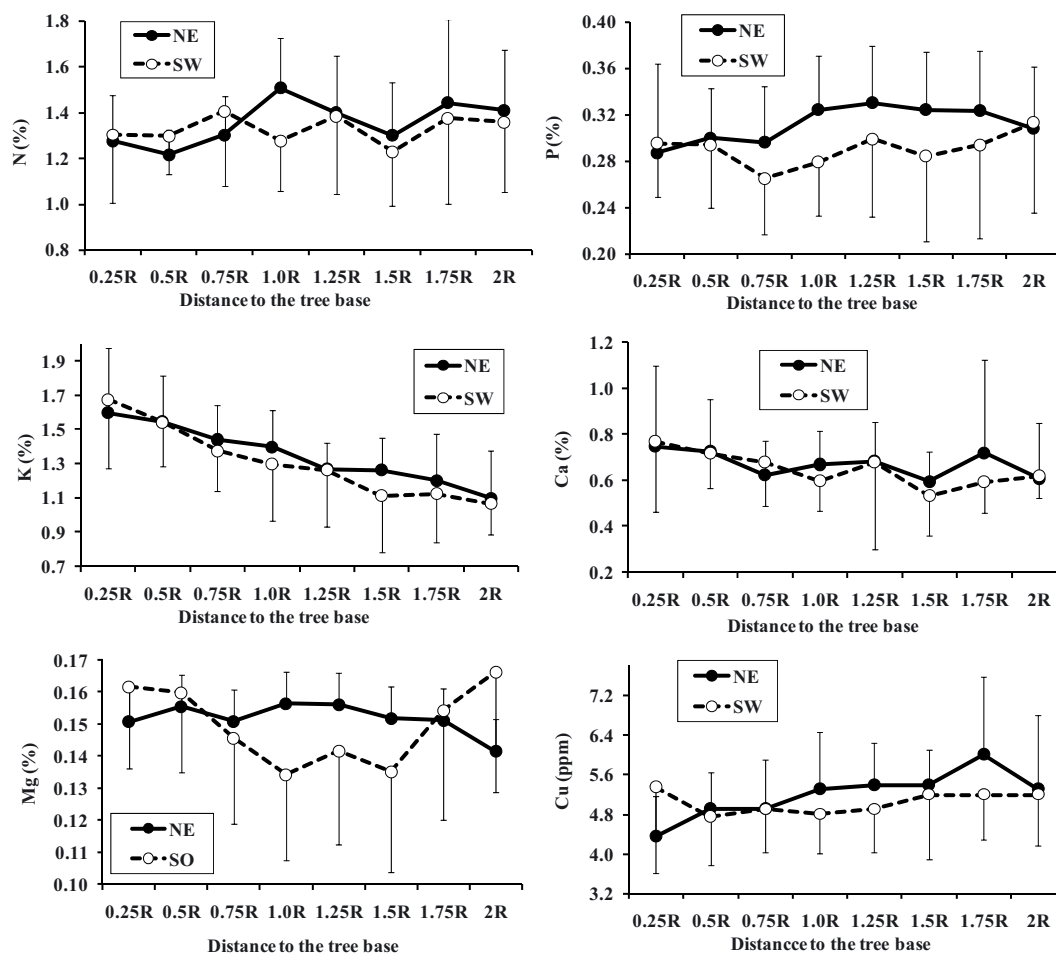 1.8
1.6
1.4
1.2
1.0
0.8
N (%)
NE
SW
0.25R 0.5R 0.75R 1.0R 1.25R 1.5R 1.75R 2R
Distance to the tree base
0.40
0.36
0.32
0.28
0.24
0.20
P (%)
NE
SW
0.25R 0.5R 0.75R 1.0R 1.25R 1.5R 1.75R 2R
Distance to the tree base
1.9
1.7
1.5
1.3
1.1
0.9
0.7
K (%)
NE
SW
0.25R 0.5R 0.75R 1.0R 1.25R 1.5R 1.75R 2R
Distance to the tree base
1.2
1.0
0.8
0.6
0.4
0.2
Ca (%)
NE
SW
0.25R 0.5R 0.75R 1.0R 1.25R 1.5R 1.75R 2R
Distance to the tree base
0.17
0.16
0.15
0.14
0.13
0.12
0.11
0.10
Mg (%)
NE
SO
0.25R 0.5R 0.75R 1.0R 1.25R 1.5R 1.75R 2R
Distance to the tree base
7.2
6.4
5.6
4.8
4.0
3.2
Cu (ppm)
NE
SW
0.25R 0.5R 0.75R 1.0R 1.25R 1.5R 1.75R 2R
Distancce to the tree base